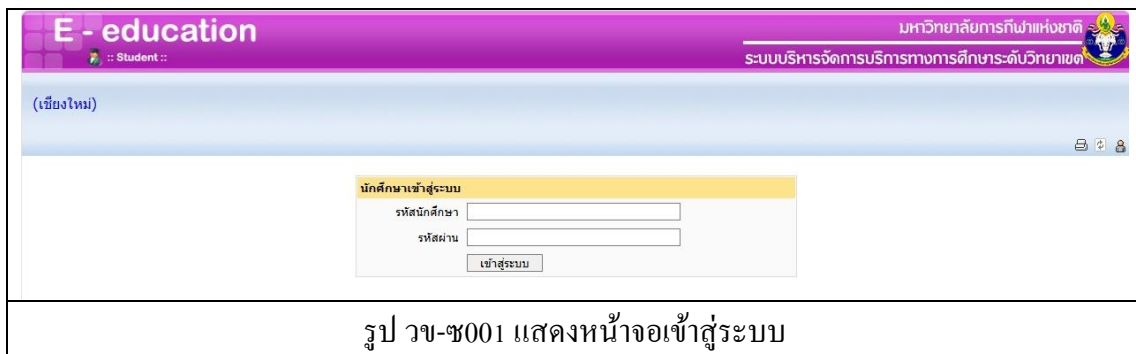 E - education
:: Student ::
มหาวิทยาลัยการกีฬาแห่งชาติ
ระบบบริหารจัดการบริการทางการศึกษาระดับวิทยาเขต
(เชียงใหม่)
นักศึกษาเข้าสู่ระบบ
รหัสนักศึกษา
รหัสผ่าน
เข้าสู่ระบบ
รูป วข-ซ001 แสดงหน้าจอเข้าสู่ระบบ